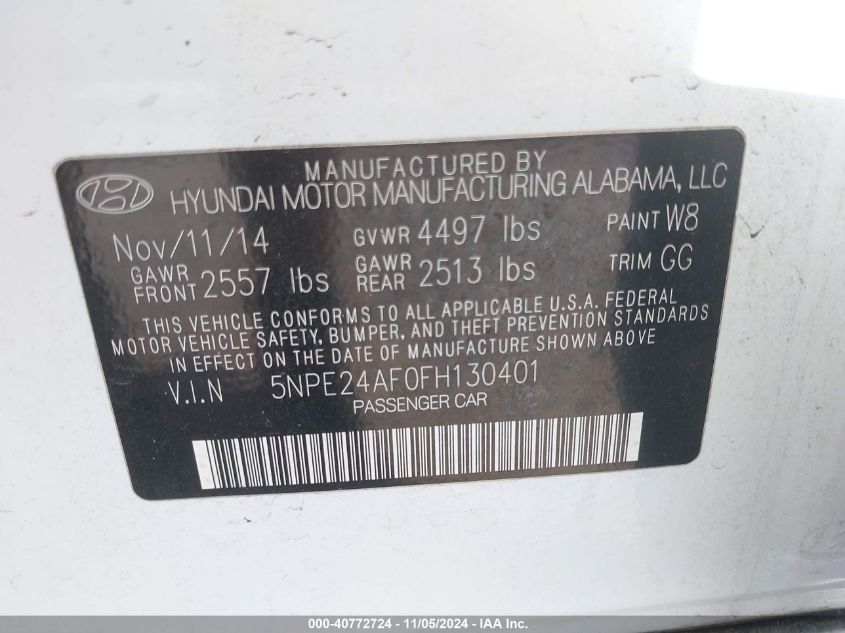 MANUFACTURED BY
HYUNDAI MOTOR MANUFACTURING ALABAMA, LLC
Nov/11/14 GVWR 4497 lbs PAINT W8
GAWR FRONT 2557 lbs GAWR REAR 2513 lbs TRIM GG
THIS VEHICLE CONFORMS TO ALL APPLICABLE U.S.A. FEDERAL
MOTOR VEHICLE SAFETY, BUMPER, AND THEFT PREVENTION STANDARDS
IN EFFECT ON THE DATE OF MANUFACTURE SHOWN ABOVE
V.I.N 5NPE24AF0FH130401
PASSENGER CAR
000-40772724 - 11/05/2024 - IAA Inc.